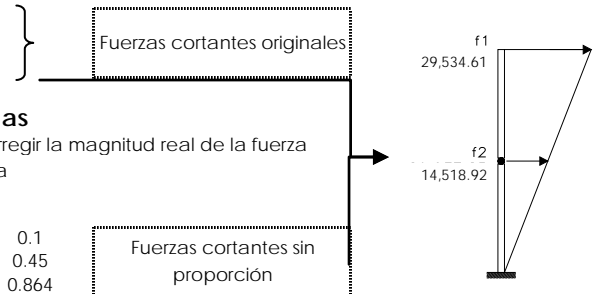 Fuerzas cortantes originales
f1
29,534.61
as
rregir la magnitud real de la fuerza
a
f2
14,518.92
0.1
0.45
0.864
Fuerzas cortantes sin
proporción